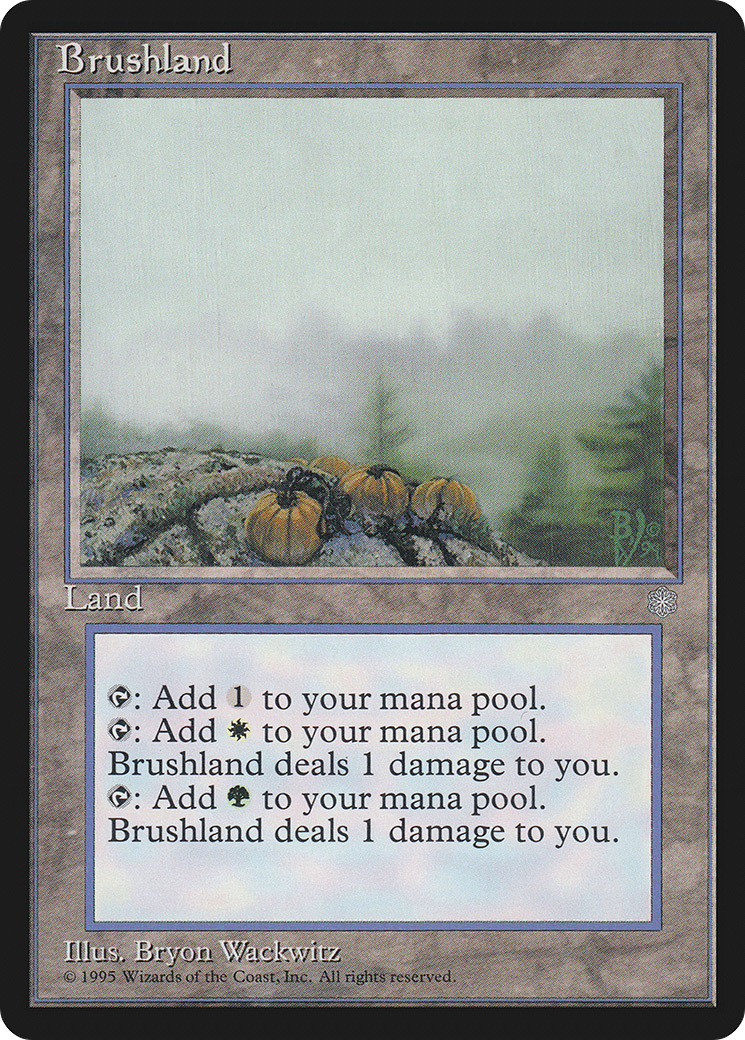 Brushland
BW © 94
Land
: Add 1 to your mana pool.
: Add to your mana pool.
Brushland deals 1 damage to you.
: Add to your mana pool.
Brushland deals 1 damage to you.
Illus. Bryon Wackwitz
© 1995 Wizards of the Coast, Inc. All rights reserved.